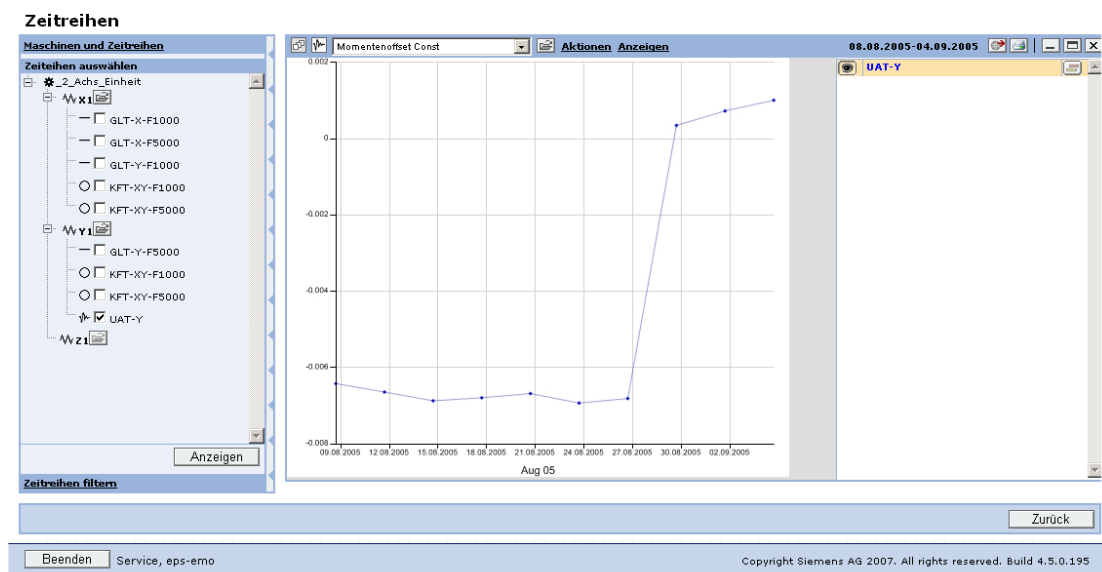 Zeitreihen
Maschinen und Zeitreihen
Zeiteihen auswählen
_2_Achs_Einheit
X1
GLT-X-F1000
GLT-X-F5000
GLT-Y-F1000
KFT-XY-F1000
KFT-XY-F5000
Y1
GLT-Y-F5000
KFT-XY-F1000
KFT-XY-F5000
UAT-Y
Z1
Anzeigen
Zeitreihen filtern
Momentenoffset Const
Aktionen Anzeigen
08.08.2005-04.09.2005
0.002
0
-0.002
-0.004
-0.006
-0.008
09.08.2005 12.08.2005 15.08.2005 18.08.2005 21.08.2005 24.08.2005 27.08.2005 30.08.2005 02.09.2005
Aug 05
UAT-Y
Zurück
Beenden
Service, eps-emo
Copyright Siemens AG 2007. All rights reserved. Build 4.5.0.195